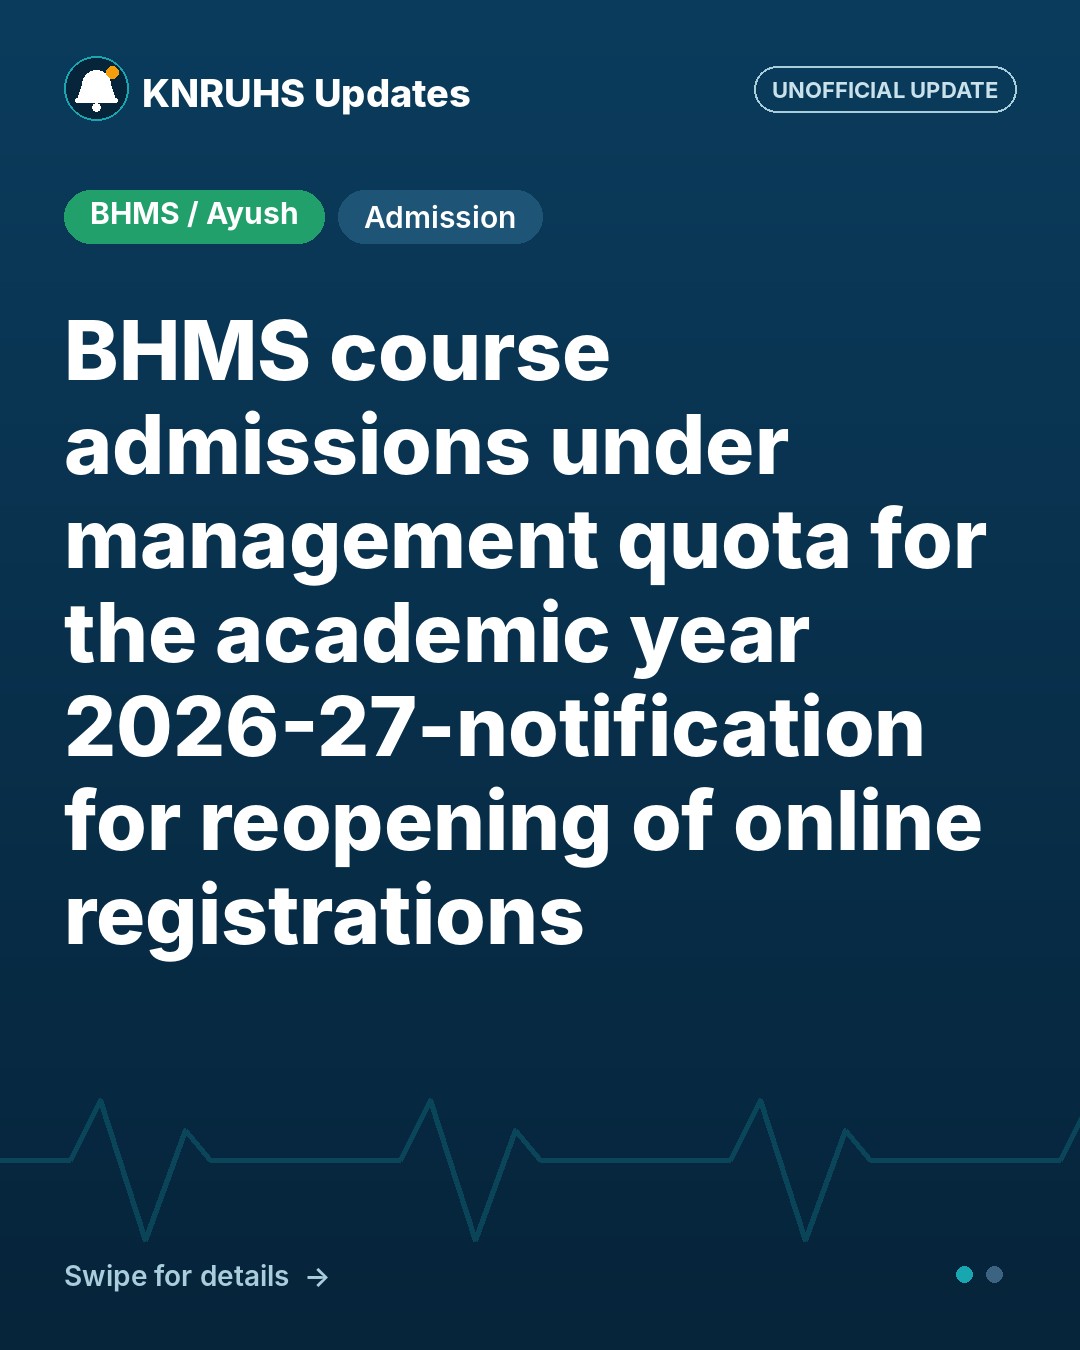 KNRUHS Updates
UNOFFICIAL UPDATE
BHMS / Ayush
Admission
BHMS course
admissions under
management quota for
the academic year
2026-27-notification
for reopening of online
registrations
Swipe for details →